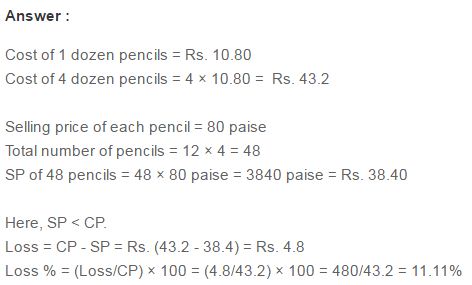 Answer :
Cost of 1 dozen pencils = Rs. 10.80
Cost of 4 dozen pencils = 4 × 10.80 =  Rs. 43.2
Selling price of each pencil = 80 paise
Total number of pencils = 12 × 4 = 48
SP of 48 pencils = 48 × 80 paise = 3840 paise = Rs. 38.40
Here, SP < CP.
Loss = CP - SP = Rs. (43.2 - 38.4) = Rs. 4.8
Loss % = (Loss/CP) × 100 = (4.8/43.2) × 100 = 480/43.2 = 11.11%